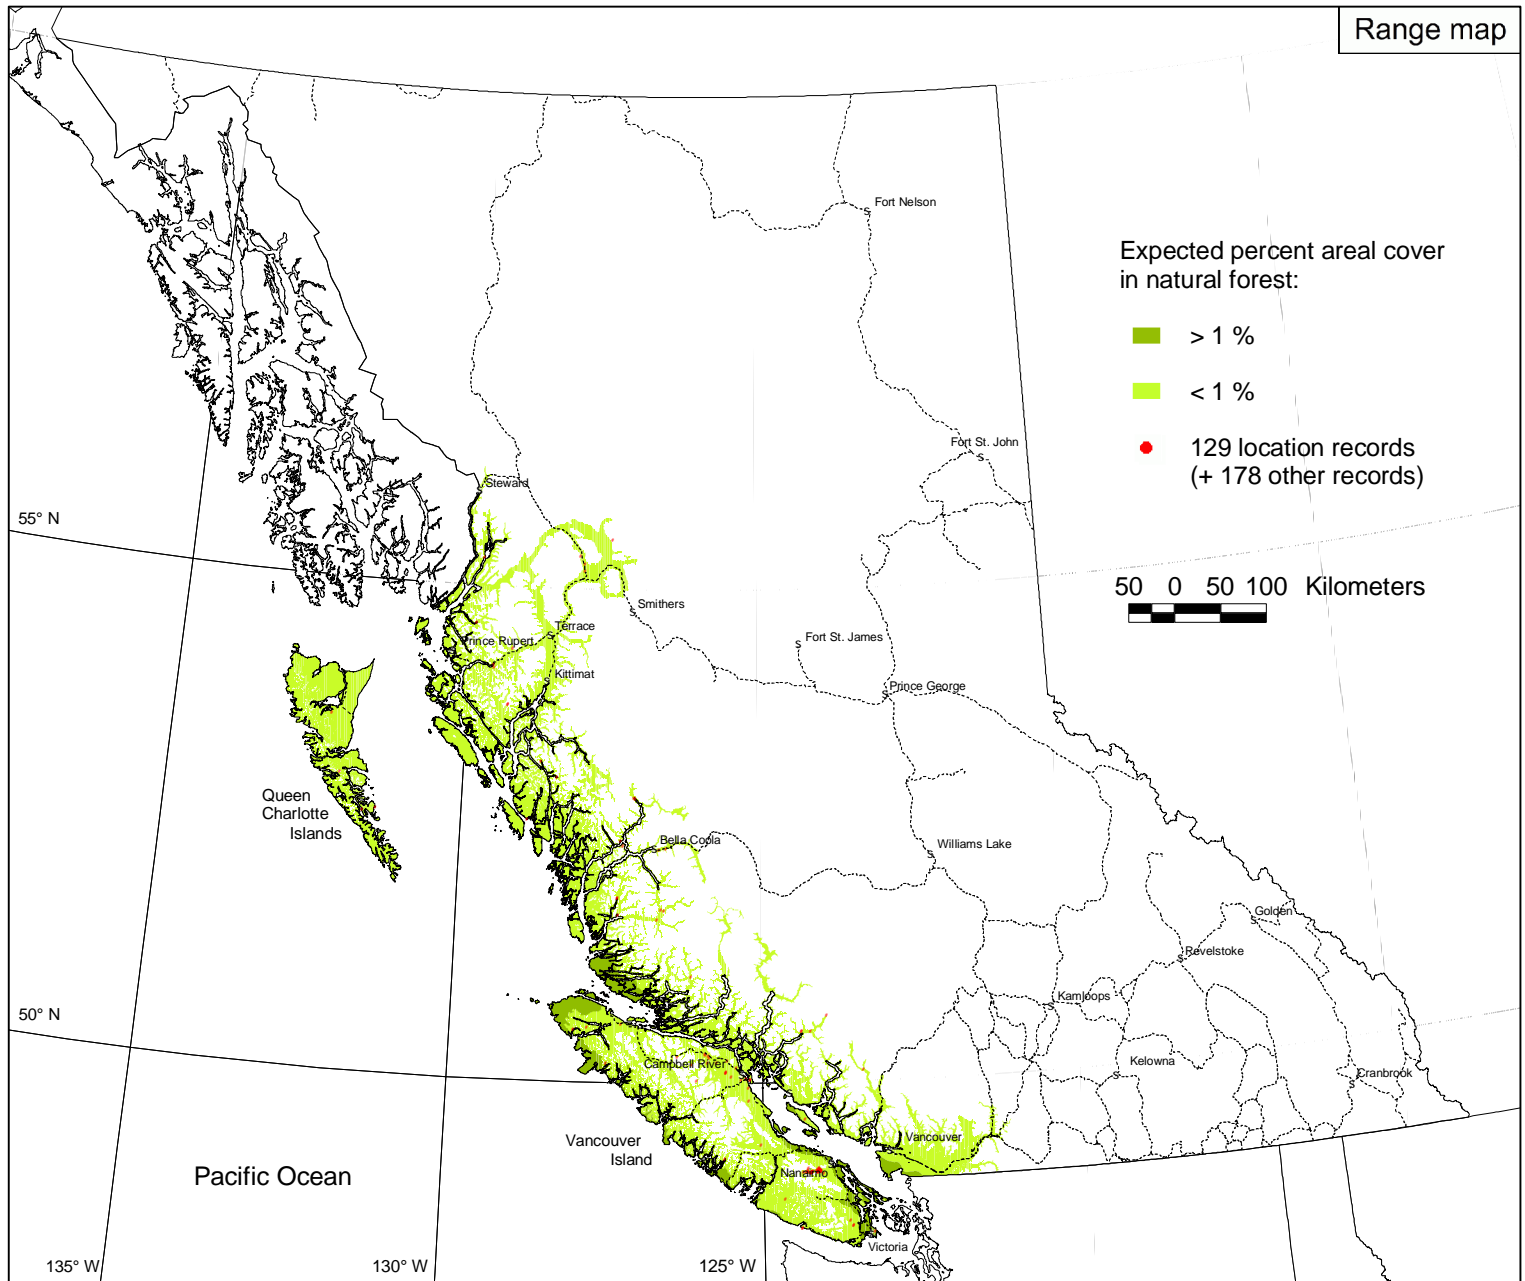 Range map
Fort Nelson
Expected percent areal cover
in natural forest:
> 1 %
< 1 %
129 location records
(+ 178 other records)
Fort St. John
Steward
55° N
50 0 50 100 Kilometers
Smithers
Terrace
Prince Rupert
Fort St. James
Kittimat
Prince George
Queen
Charlotte
Islands
Bella Coola
Williams Lake
Golden
Revelstoke
Kamloops
50° N
Campbell River
Kelowna
Cranbrook
Vancouver
Vancouver
Island
Nanaimo
Pacific Ocean
Victoria
135° W
130° W
125° W